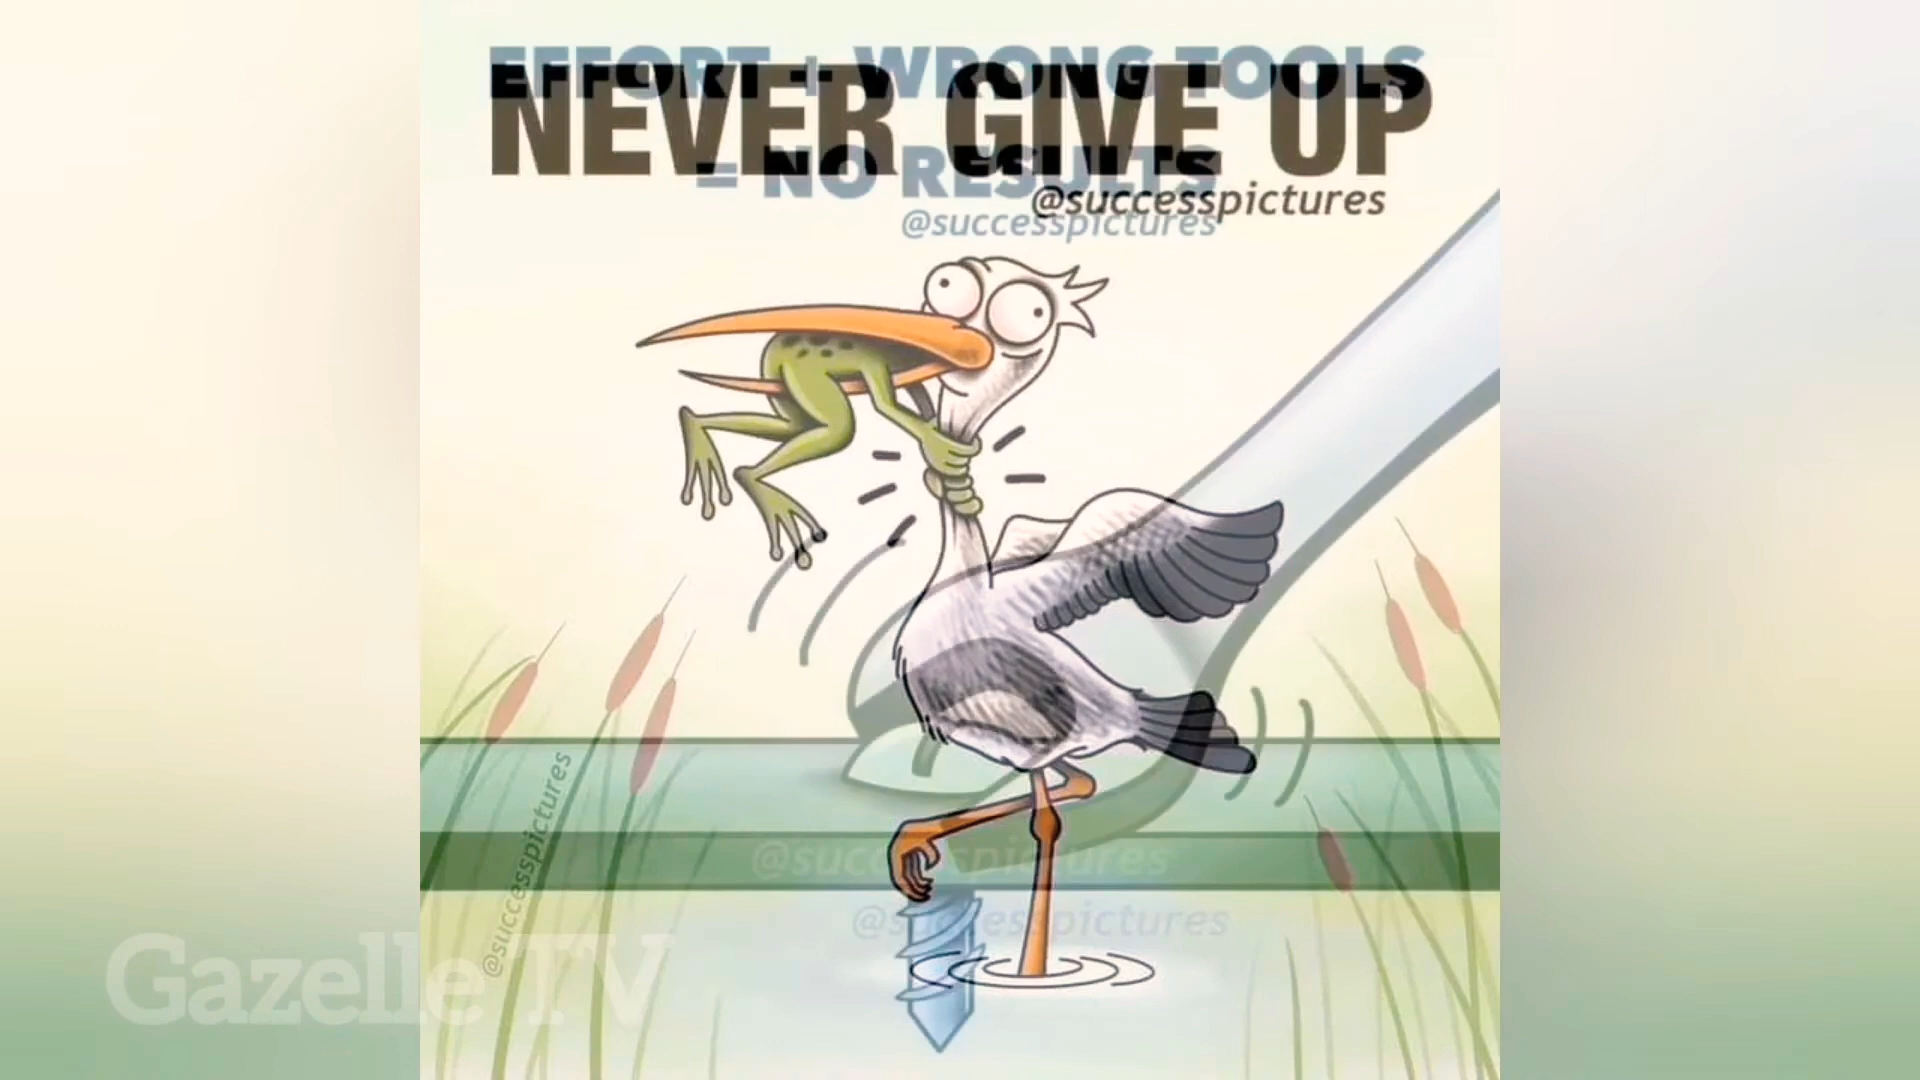 EFFORT + WRONG TOOLS
NEVER GIVE UP
= NO RESULTS
@successpictures
@successpictures
@successpictures
@successpictures
@successpictures
Gazelle TV